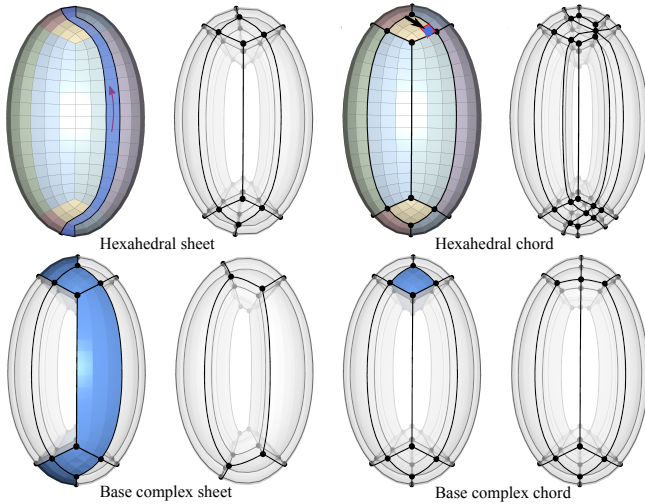 Hexahedral sheet
Hexahedral chord
Base complex sheet
Base complex chord